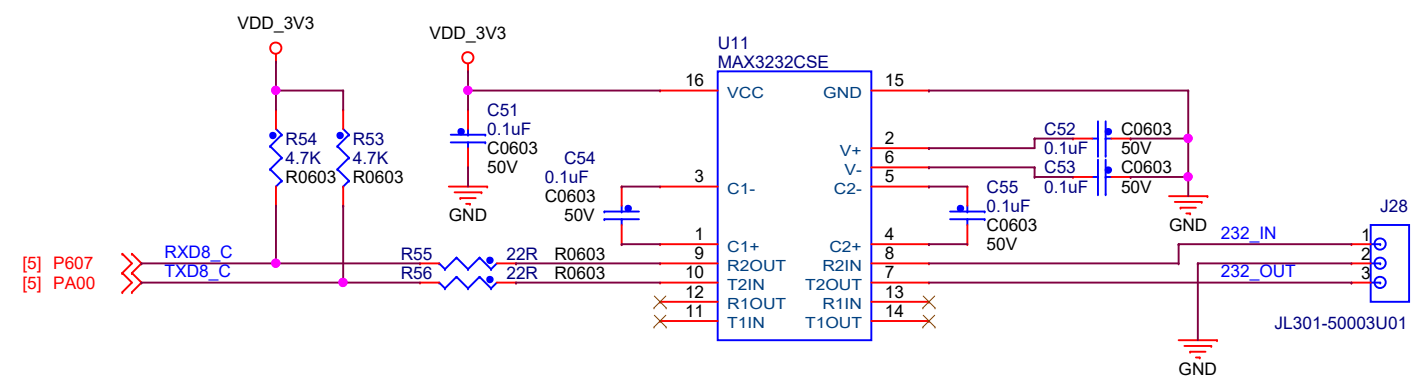 VDD_3V3
VDD_3V3
U11
MAX3232CSE
16
VCC
GND
15
R54
4.7K
R0603
R53
4.7K
R0603
C51
0.1uF
C0603
50V
GND
C54
0.1uF
C0603
50V
3
C1-
1
C1+
V+
2
V-
6
C2-
5
C52
0.1uF
C0603
50V
C53
0.1uF
C0603
50V
GND
C55
0.1uF
C0603
50V
C2+
4
J28
[5] P607
RXD8_C
R55
22R
R0603
9
R2OUT
R2IN
8
232_IN
1
[5] PA00
TXD8_C
R56
22R
R0603
10
T2IN
T2OUT
7
232_OUT
2
3
12
R1OUT
R1IN
13
11
T1IN
T1OUT
14
JL301-50003U01
GND